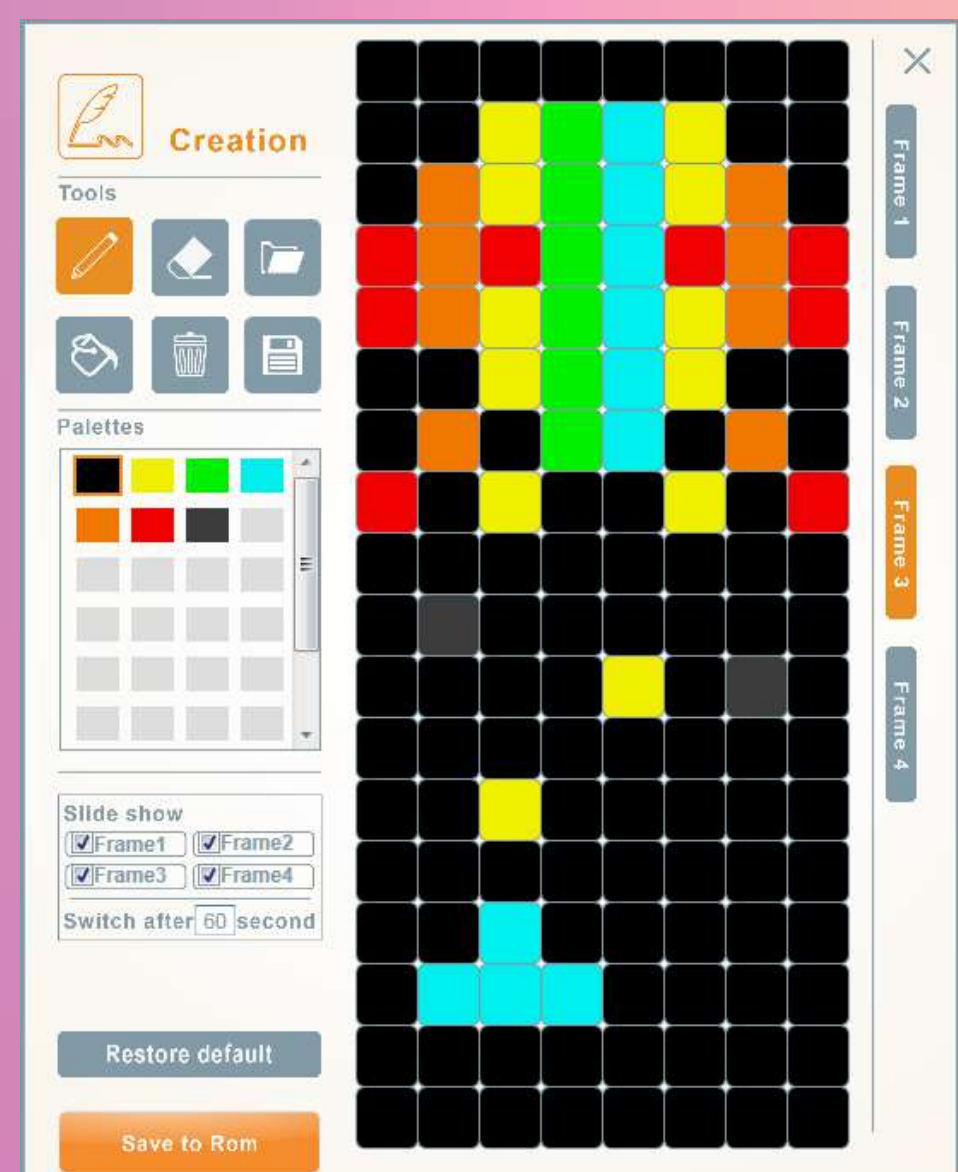 Creation
Tools
Palettes
Slide show
Frame1 Frame2
Frame3 Frame4
Switch after 60 second
Restore default
Save to Rom
Frame 1
Frame 2
Frame 3
Frame 4